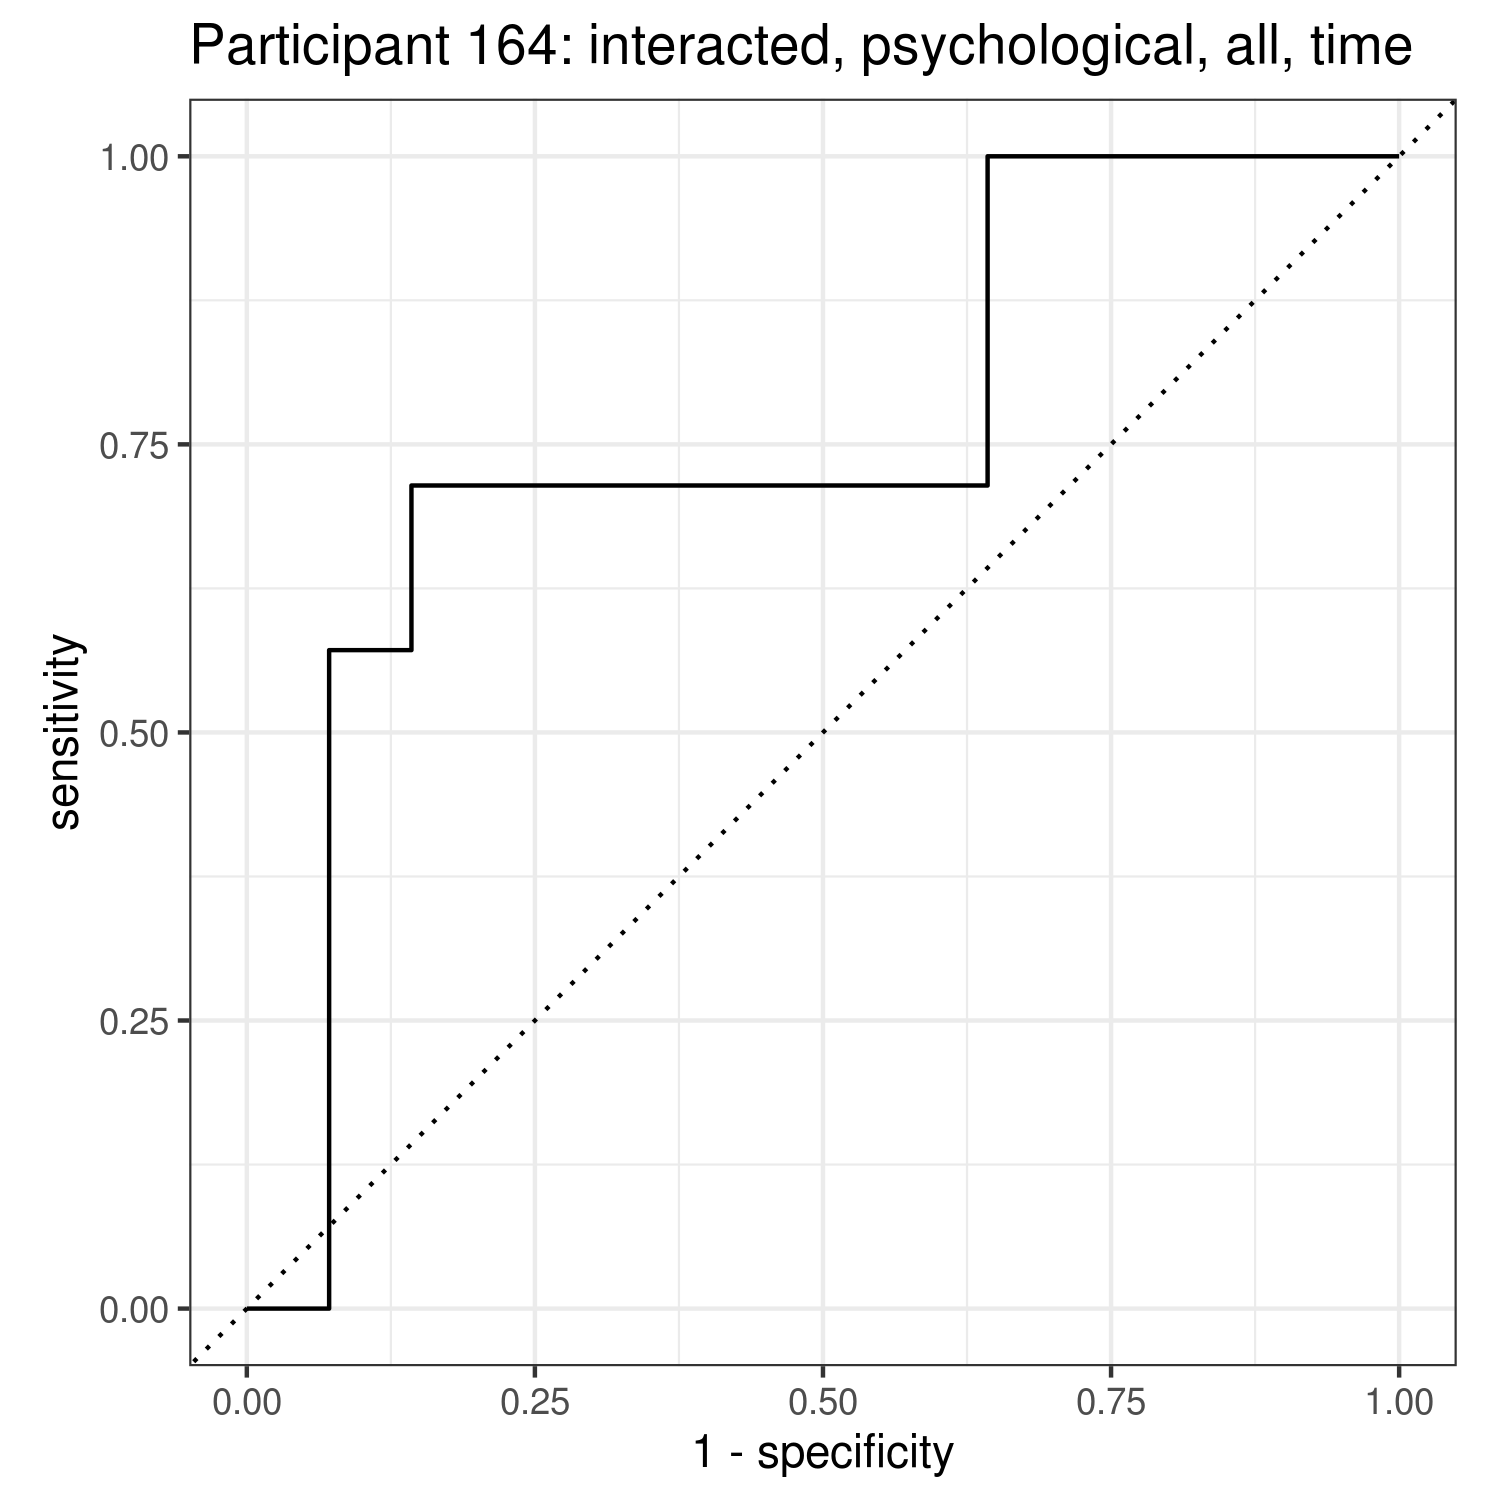 Participant 164: interacted, psychological, all, time
1.00
0.75
0.50
0.25
0.00
sensitivity
0.00 0.25 0.50 0.75 1.00
1 - specificity